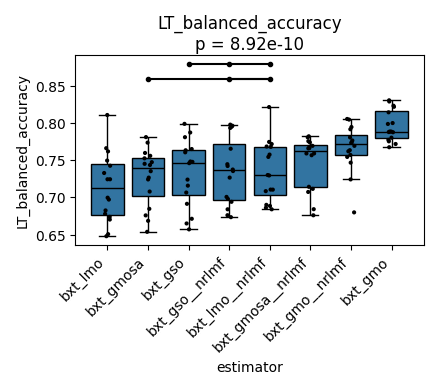 LT_balanced_accuracy
p = 8.92e-10
LT_balanced_accuracy
0.85
0.80
0.75
0.70
0.65
bxt_lmo
bxt_gmosa
bxt_gso
bxt_gso__nrlmf
bxt_lmo__nrlmf
bxt_gmosa__nrlmf
bxt_gmo__nrlmf
bxt_gmo
estimator